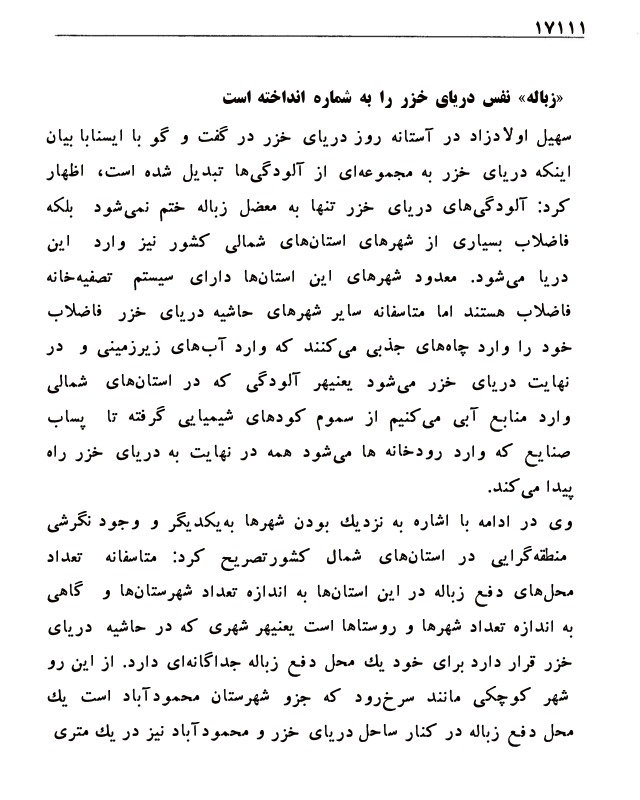 ۱۷۱۱۱
«زباله» نفس دریای خزر را به شماره انداخته است
سهیل اولادزاد در آستانه روز دریای خزر در گفت و گو با ایسنابا بیان
اینکه دریای خزر به مجموعه‌ای از آلودگی‌ها تبدیل شده است، اظهار
کرد: آلودگی‌های دریای خزر تنها به معضل زباله ختم نمی‌شود بلکه
فاضلاب بسیاری از شهرهای استان‌های شمالی کشور نیز وارد این
دریا می‌شود. معدود شهرهای این استان‌ها دارای سیستم تصفیه‌خانه
فاضلاب هستند اما متاسفانه سایر شهرهای حاشیه دریای خزر فاضلاب
خود را وارد چاه‌های جذبی می‌کنند که وارد آب‌های زیرزمینی و در
نهایت دریای خزر می‌شود یعنیهر آلودگی که در استان‌های شمالی
وارد منابع آبی می‌کنیم از سموم کودهای شیمیایی گرفته تا پساب
صنایع که وارد رودخانه ها می‌شود همه در نهایت به دریای خزر راه
پیدا می‌کند.
وی در ادامه با اشاره به نزدیك بودن شهرها به‌یکدیگر و وجود نگرشی
منطقه‌گرایی در استان‌های شمال کشورتصریح کرد: متاسفانه تعداد
محل‌های دفع زباله در این استان‌ها به اندازه تعداد شهرستان‌ها و گاهی
به اندازه تعداد شهرها و روستاها است یعنیهر شهری که در حاشیه دریای
خزر قرار دارد برای خود یك محل دفع زباله جداگانه‌ای دارد. از این رو
شهر کوچکی مانند سرخ‌رود که جزو شهرستان محمودآباد است یك
محل دفع زباله در کنار ساحل دریای خزر و محمودآباد نیز در یك متری